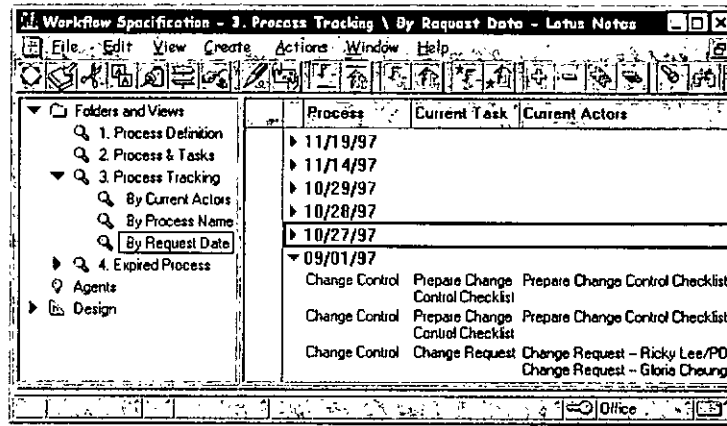 Workflow Specification - 3. Process Tracking \ By Request Date - Lotus Notes
File Edit View Create Actions Window Help
Folders and Views
1. Process Definition
2. Process & Tasks
3. Process Tracking
By Current Actors
By Process Name
By Request Date
4. Expired Process
Agents
Design
Process Current Task Current Actors
11/19/97
11/14/97
10/29/97
10/28/97
10/27/97
09/01/97
Change Control Prepare Change Prepare Change Control Checklist
Control Checklist
Change Control Prepare Change Prepare Change Control Checklist
Control Checklist
Change Control Change Request Change Request -- Ricky Lee/PO
Change Request -- Gloria Cheung
Office